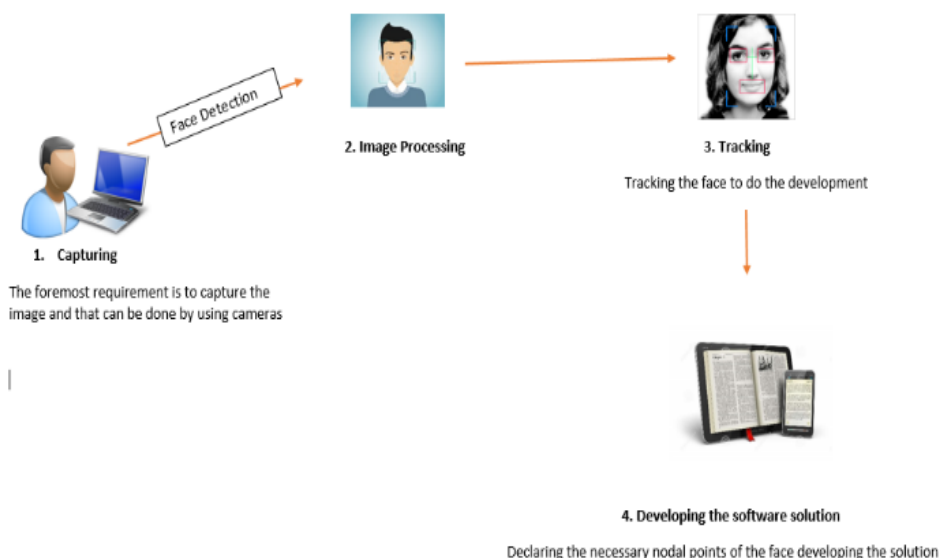 Face Detection
1. Capturing
The foremost requirement is to capture the
image and that can be done by using cameras
2. Image Processing
3. Tracking
Tracking the face to do the development
4. Developing the software solution
Declaring the necessary nodal points of the face developing the solution